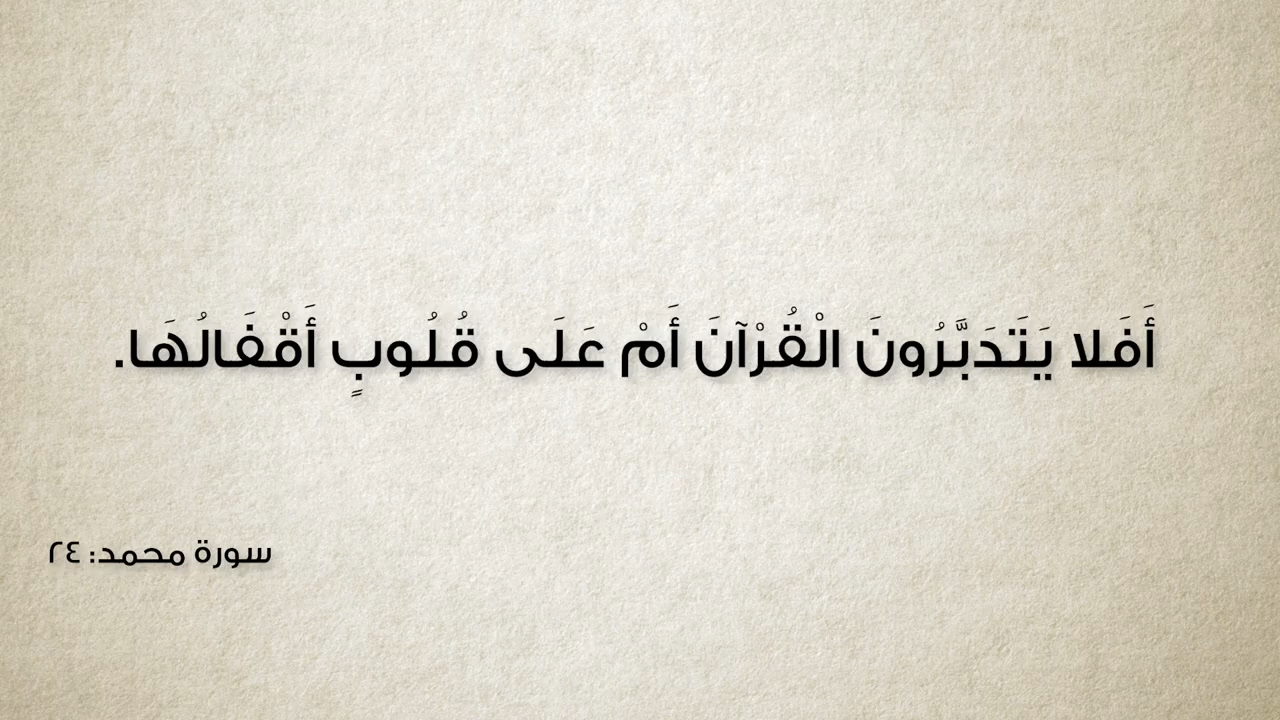 أَفَلا يَتَدَبَّرُونَ الْقُرْآنَ أَمْ عَلَى قُلُوبٍ أَقْفَالُهَا.
سورة محمد: ٢٤